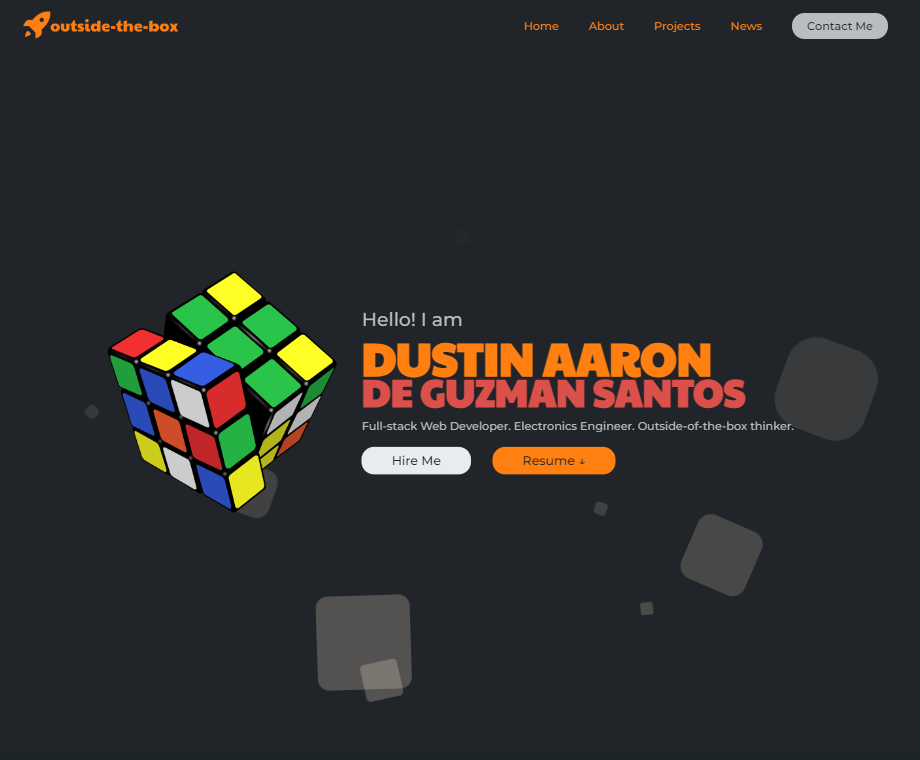 outside-the-box
Home About Projects News Contact Me
Hello! I am
DUSTIN AARON
DE GUZMAN SANTOS
Full-stack Web Developer. Electronics Engineer. Outside-of-the-box thinker.
Hire Me Resume ↓